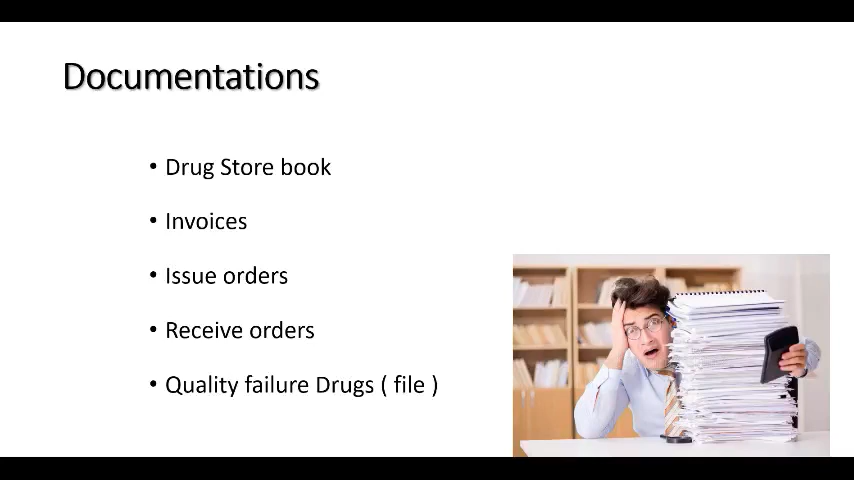 Documentations
• Drug Store book
• Invoices
• Issue orders
• Receive orders
• Quality failure Drugs ( file )